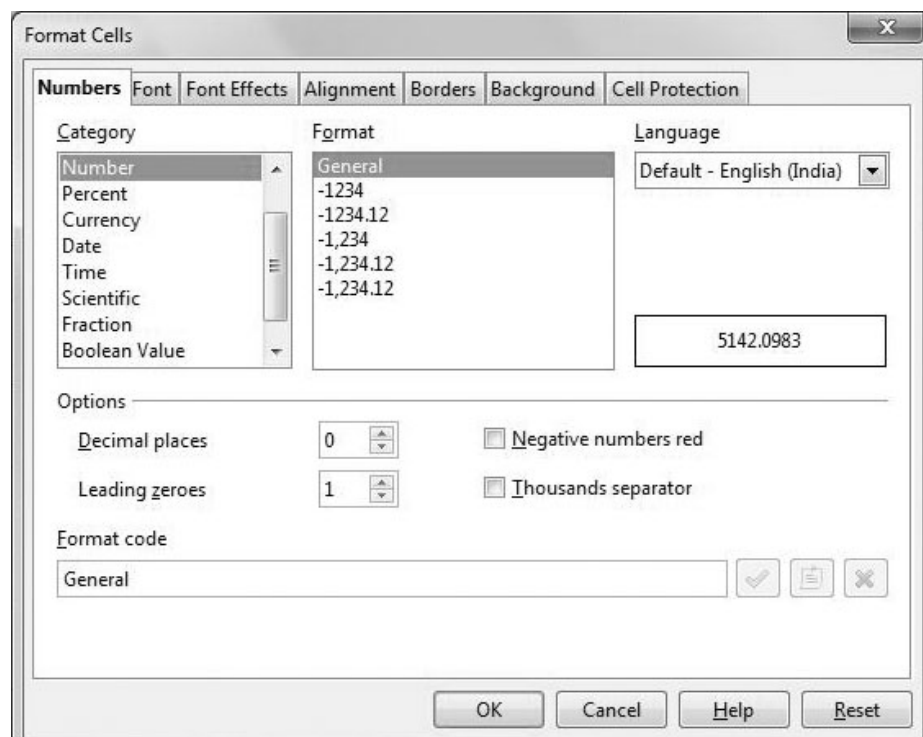 Format Cells
X
Numbers Font Font Effects Alignment Borders Background Cell Protection
Category
Number
Percent
Currency
Date
Time
Scientific
Fraction
Boolean Value
Format
General
-1234
-1234.12
-1,234
-1,234.12
-1,234.12
Language
Default - English (India)
5142.0983
Options
Decimal places 0 Negative numbers red
Leading zeroes 1 Thousands separator
Format code
General
OK Cancel Help Reset